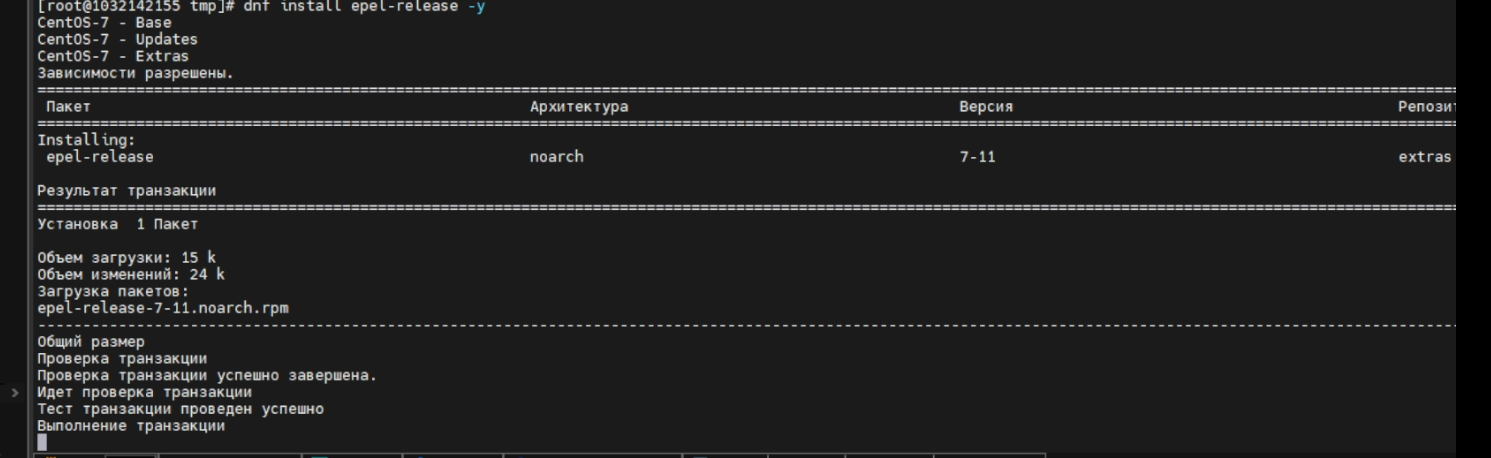 [root@1032142155 tmp]# dnf install epel-release -y
CentOS-7 - Base
CentOS-7 - Updates
CentOS-7 - Extras
Зависимости разрешены.
Пакет Архитектура Версия Репозит
Installing:
epel-release noarch 7-11 extras
Результат транзакции
Установка 1 Пакет
Объем загрузки: 15 k
Объем изменений: 24 k
Загрузка пакетов:
epel-release-7-11.noarch.rpm
Общий размер
Проверка транзакции
Проверка транзакции успешно завершена.
Идет проверка транзакции
Тест транзакции проведен успешно
Выполнение транзакции